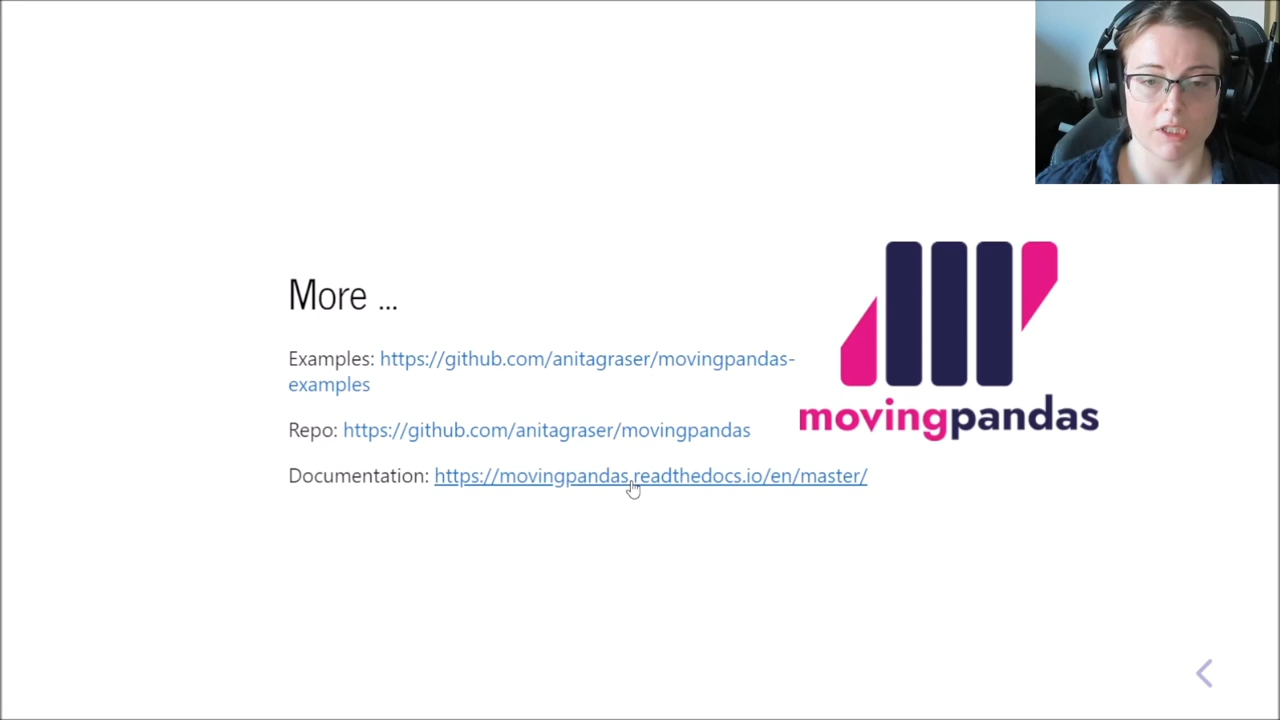 More ...
Examples: https://github.com/anitagraser/movingpandas-
examples
Repo: https://github.com/anitagraser/movingpandas
Documentation: https://movingpandas.readthedocs.io/en/master/
movingpandas